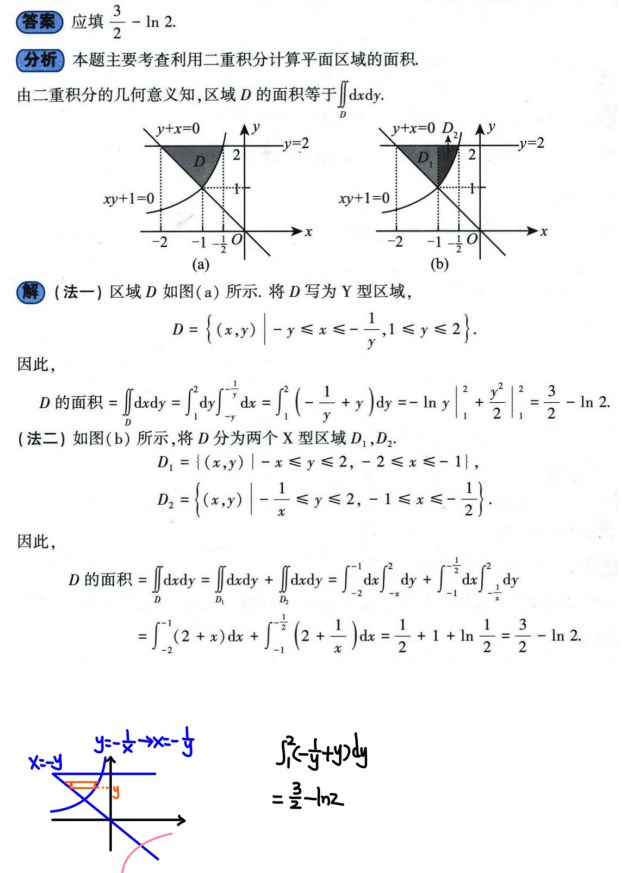 答案 应填 3/2 - ln 2.
分析 本题主要考查利用二重积分计算平面区域的面积.
由二重积分的几何意义知,区域 D 的面积等于∬_D dxdy.
y+x=0 y y=2 D 2 xy+1=0 1 -2 -1 -1/2 O x
(a)
y+x=0 D₂ y y=2 D₁ 2 xy+1=0 1 -2 -1 -1/2 O x
(b)
解 (法一) 区域 D 如图(a) 所示. 将 D 写为 Y 型区域,
D = {(x,y) | -y ≤ x ≤ -1/y, 1 ≤ y ≤ 2}.
因此,
D 的面积 = ∬_D dxdy = ∫_1^2 dy ∫_{-y}^{-1/y} dx = ∫_1^2 (-1/y + y)dy = -ln y |_1^2 + y²/2 |_1^2 = 3/2 - ln 2.
(法二) 如图(b) 所示,将 D 分为两个 X 型区域 D₁,D₂.
D₁ = {(x,y) | -x ≤ y ≤ 2, -2 ≤ x ≤ -1},
D₂ = {(x,y) | -1/x ≤ y ≤ 2, -1 ≤ x ≤ -1/2}.
因此,
D 的面积 = ∬_D dxdy = ∬_{D₁} dxdy + ∬_{D₂} dxdy = ∫_{-2}^{-1} dx ∫_{-x}^2 dy + ∫_{-1}^{-1/2} dx ∫_{-1/x}^2 dy
= ∫_{-2}^{-1} (2 + x)dx + ∫_{-1}^{-1/2} (2 + 1/x)dx = 1/2 + 1 + ln 1/2 = 3/2 - ln 2.
y=-1/x→x=-1/y
x=-y
y
∫_1^2(-1/y+y)dy
= 3/2-ln2